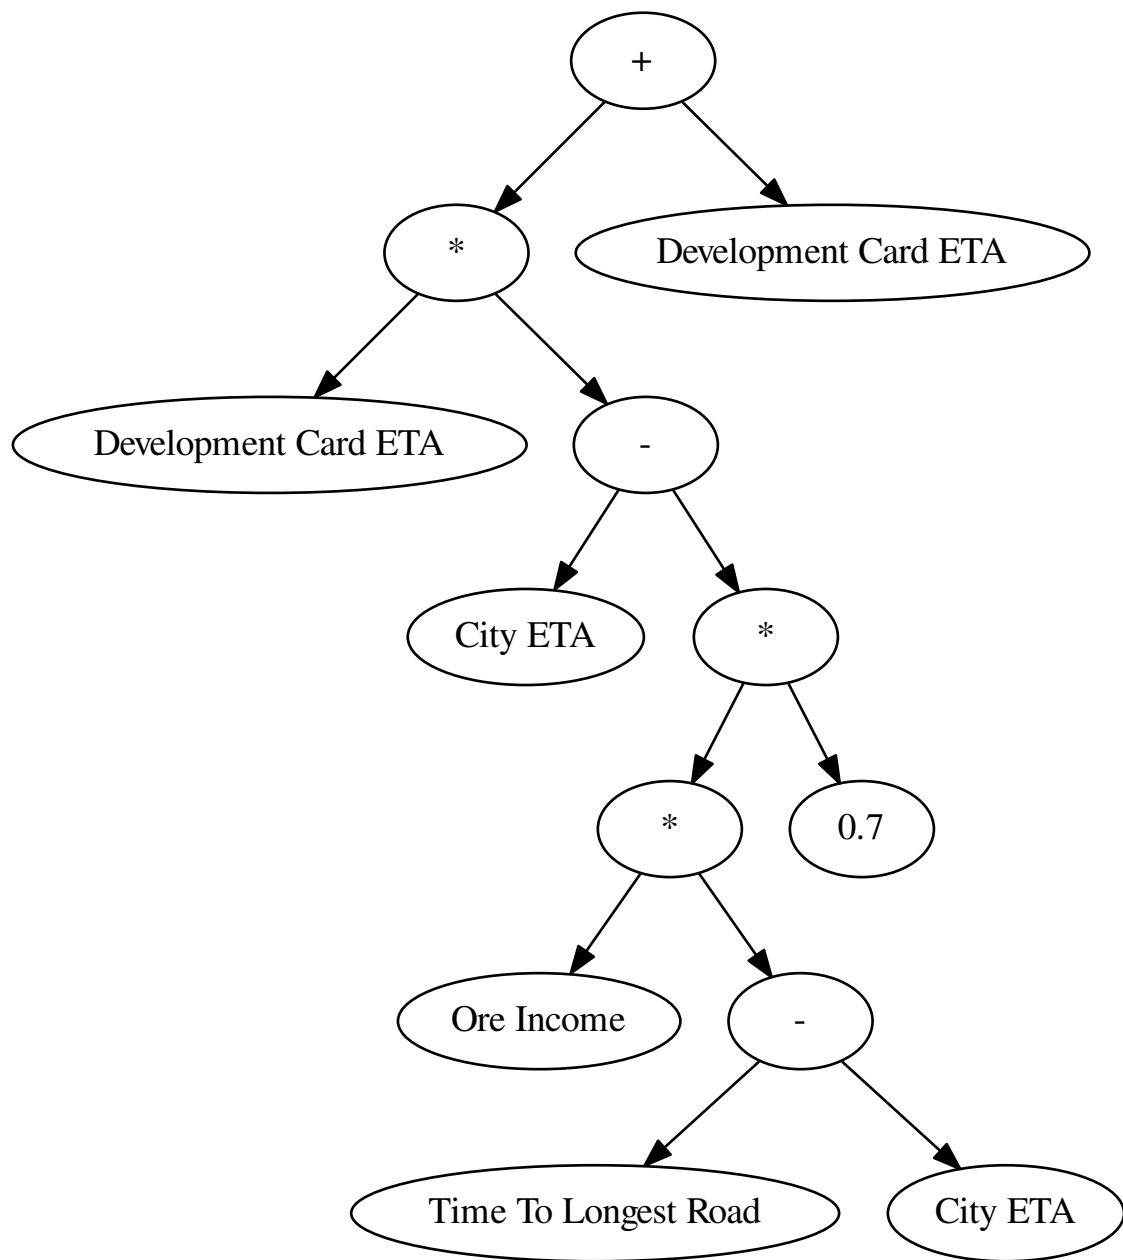 +
*
Development Card ETA
Development Card ETA
-
City ETA
*
*
0.7
Ore Income
-
Time To Longest Road
City ETA